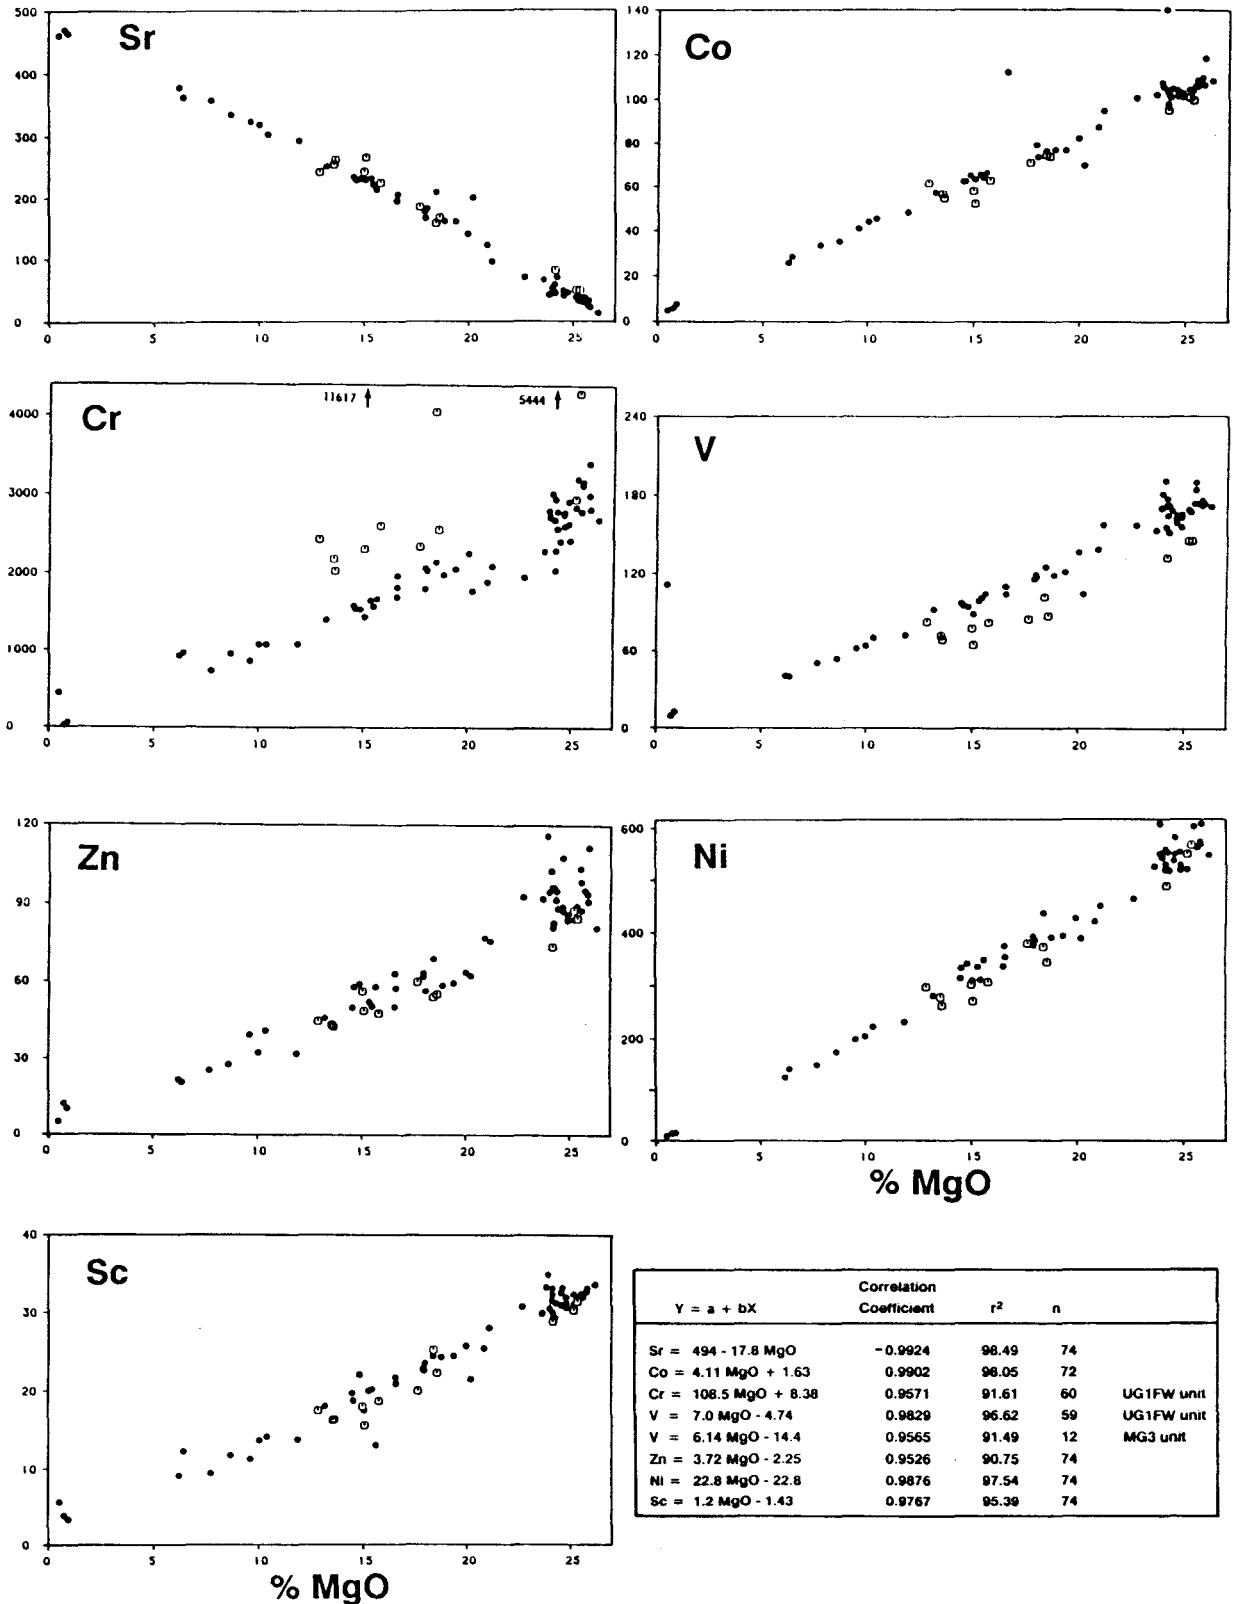 Sr
500
400
300
200
100
0
0 5 10 15 20 25
Co
140
120
100
80
60
40
20
0
0 5 10 15 20 25
Cr
11617
5444
4000
3000
2000
1000
0
0 5 10 15 20 25
V
240
180
120
60
0
0 5 10 15 20 25
Zn
120
90
60
30
0
0 5 10 15 20 25
Ni
600
400
200
0
0 5 10 15 20 25
% MgO
Sc
40
30
20
10
0
0 5 10 15 20 25
% MgO
Correlation
Y = a + bX Coefficient r² n
Sr = 494 - 17.8 MgO -0.9924 98.49 74
Co = 4.11 MgO + 1.63 0.9902 98.05 72
Cr = 108.5 MgO + 8.38 0.9571 91.61 60 UG1FW unit
V = 7.0 MgO - 4.74 0.9829 96.62 59 UG1FW unit
V = 6.14 MgO - 14.4 0.9565 91.49 12 MG3 unit
Zn = 3.72 MgO - 2.25 0.9526 90.75 74
Ni = 22.8 MgO - 22.8 0.9876 97.54 74
Sc = 1.2 MgO - 1.43 0.9767 95.39 74